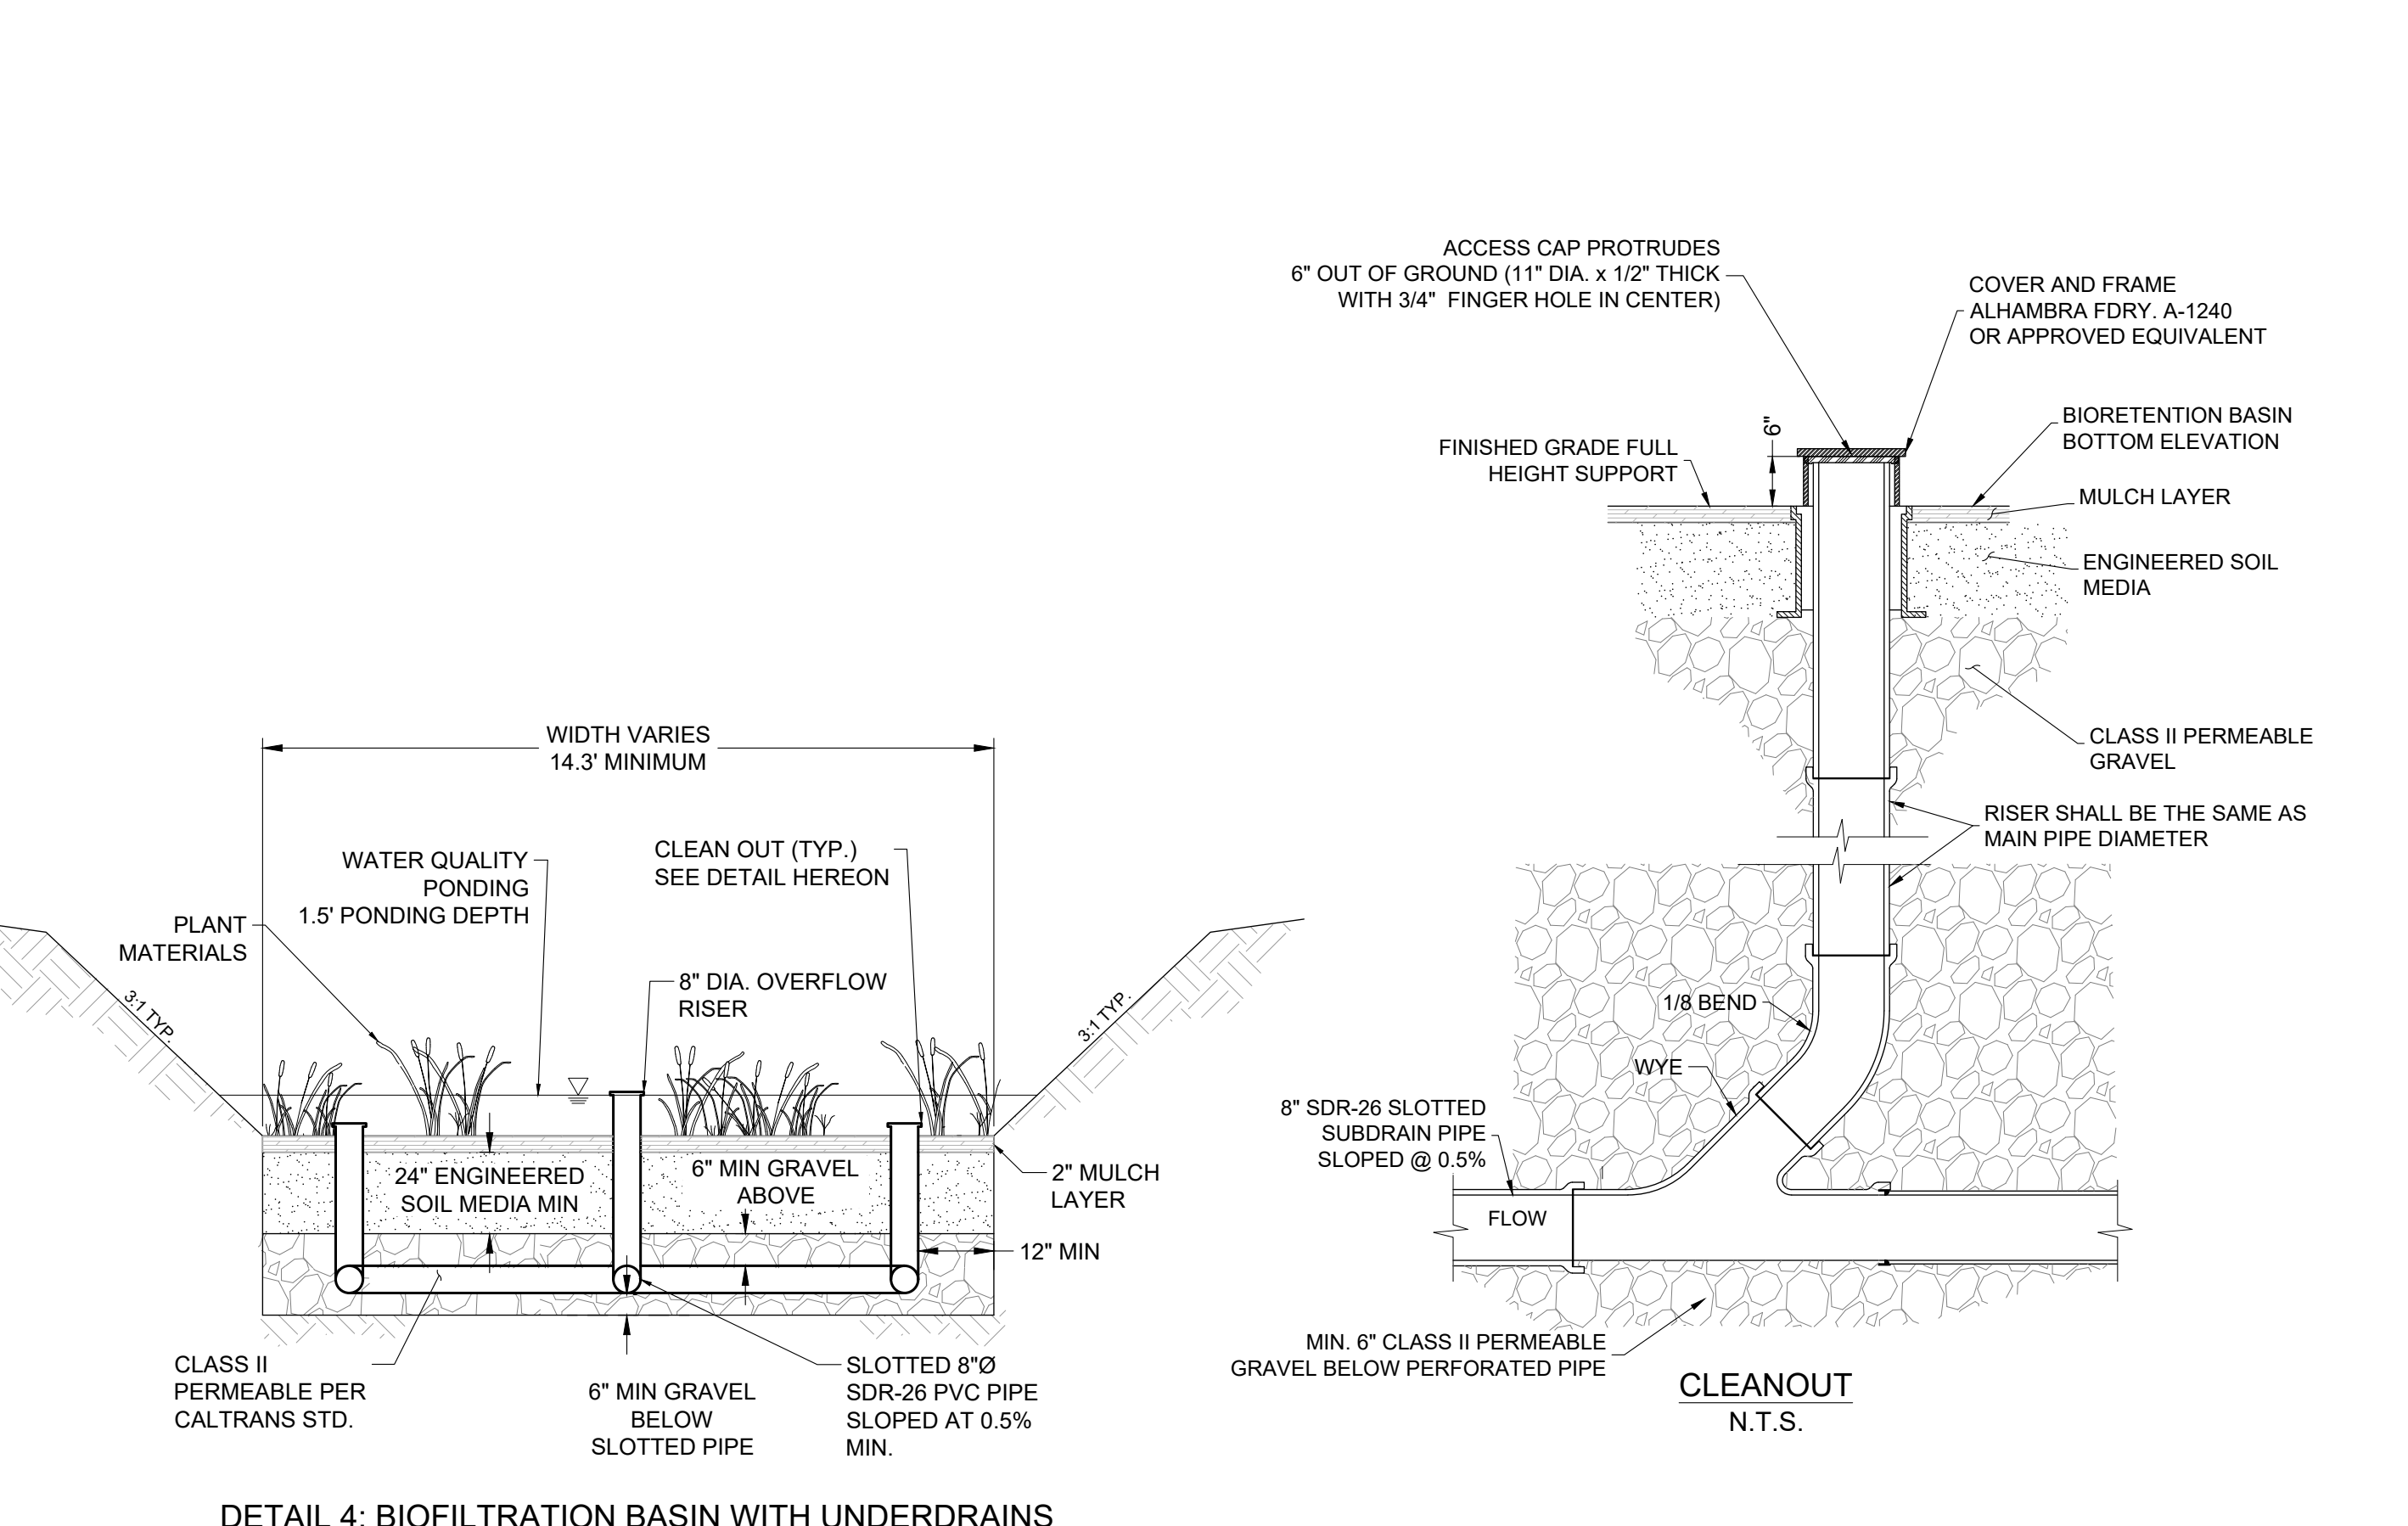 ACCESS CAP PROTRUDES
6" OUT OF GROUND (11" DIA. x 1/2" THICK
WITH 3/4" FINGER HOLE IN CENTER)
COVER AND FRAME
ALHAMBRA FDRY. A-1240
OR APPROVED EQUIVALENT
6"
BIORETENTION BASIN
BOTTOM ELEVATION
FINISHED GRADE FULL
HEIGHT SUPPORT
MULCH LAYER
ENGINEERED SOIL
MEDIA
CLASS II PERMEABLE
GRAVEL
RISER SHALL BE THE SAME AS
MAIN PIPE DIAMETER
1/8 BEND
WYE
8" SDR-26 SLOTTED
SUBDRAIN PIPE
SLOPED @ 0.5%
FLOW
MIN. 6" CLASS II PERMEABLE
GRAVEL BELOW PERFORATED PIPE
CLEANOUT
N.T.S.
WIDTH VARIES
14.3' MINIMUM
WATER QUALITY
PONDING
1.5' PONDING DEPTH
CLEAN OUT (TYP.)
SEE DETAIL HEREON
PLANT
MATERIALS
8" DIA. OVERFLOW
RISER
3:1 TYP.
3:1 TYP.
24" ENGINEERED
SOIL MEDIA MIN
6" MIN GRAVEL
ABOVE
2" MULCH
LAYER
12" MIN
CLASS II
PERMEABLE PER
CALTRANS STD.
6" MIN GRAVEL
BELOW
SLOTTED PIPE
SLOTTED 8"Ø
SDR-26 PVC PIPE
SLOPED AT 0.5%
MIN.
DETAIL 4: BIOFILTRATION BASIN WITH UNDERDRAINS